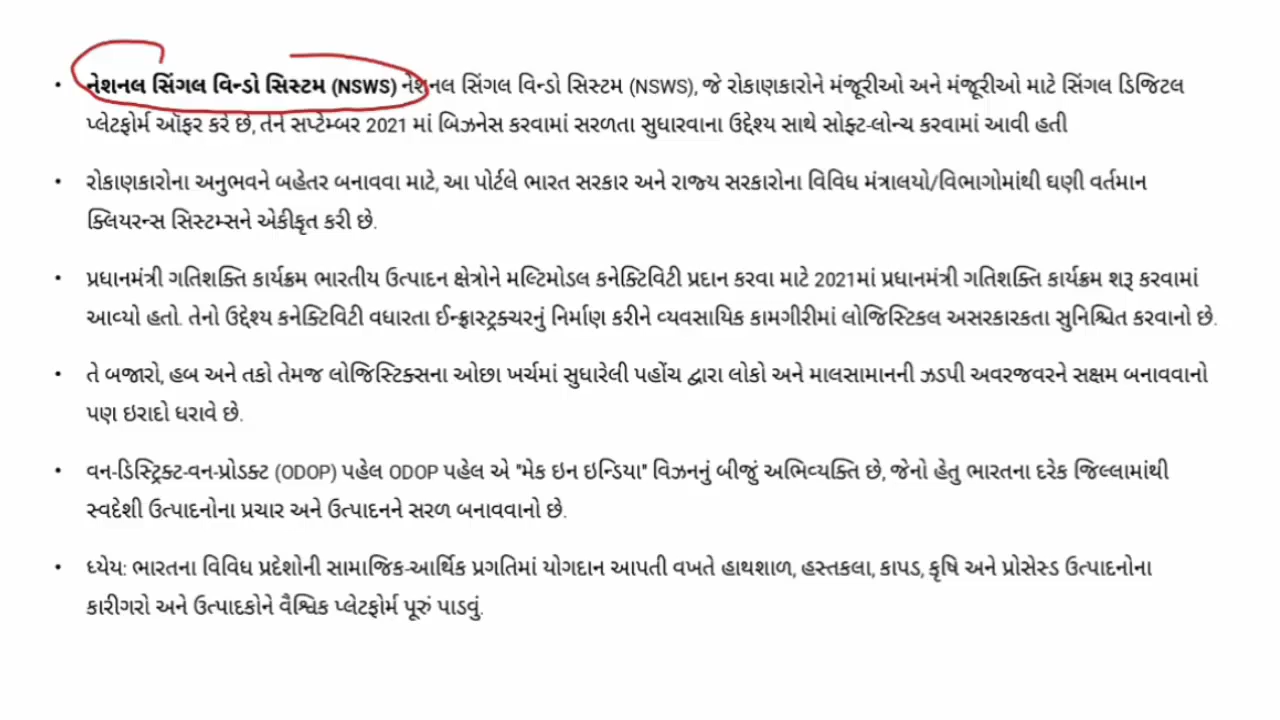 • નેશનલ સિંગલ વિન્ડો સિસ્ટમ (NSWS) નેશનલ સિંગલ વિન્ડો સિસ્ટમ (NSWS), જે રોકાણકારોને મંજૂરીઓ અને મંજૂરીઓ માટે સિંગલ ડિજિટલ
પ્લેટફોર્મ ઑફર કરે છે, તેને સપ્ટેમ્બર 2021 માં બિઝનેસ કરવામાં સરળતા સુધારવાના ઉદ્દેશ્ય સાથે સોફ્ટ-લોન્ચ કરવામાં આવી હતી
• રોકાણકારોના અનુભવને બહેતર બનાવવા માટે, આ પોર્ટલે ભારત સરકાર અને રાજ્ય સરકારોના વિવિધ મંત્રાલયો/વિભાગોમાંથી ઘણી વર્તમાન
ક્લિયરન્સ સિસ્ટમ્સને એકીકૃત કરી છે.
• પ્રધાનમંત્રી ગતિશક્તિ કાર્યક્રમ ભારતીય ઉત્પાદન ક્ષેત્રોને મલ્ટિમોડલ કનેક્ટિવિટી પ્રદાન કરવા માટે 2021માં પ્રધાનમંત્રી ગતિશક્તિ કાર્યક્રમ શરૂ કરવામાં
આવ્યો હતો. તેનો ઉદ્દેશ્ય કનેક્ટિવિટી વધારતા ઈન્ફ્રાસ્ટ્રક્ચરનું નિર્માણ કરીને વ્યવસાયિક કામગીરીમાં લોજિસ્ટિકલ અસરકારકતા સુનિશ્ચિત કરવાનો છે.
• તે બજારો, હબ અને તકો તેમજ લોજિસ્ટિક્સના ઓછા ખર્ચમાં સુધારેલી પહોંચ દ્વારા લોકો અને માલસામાનની ઝડપી અવરજવરને સક્ષમ બનાવવાનો
પણ ઇરાદો ધરાવે છે.
• વન-ડિસ્ટ્રિક્ટ-વન-પ્રોડક્ટ (ODOP) પહેલ ODOP પહેલ એ "મેક ઇન ઇન્ડિયા" વિઝનનું બીજું અભિવ્યક્તિ છે, જેનો હેતુ ભારતના દરેક જિલ્લામાંથી
સ્વદેશી ઉત્પાદનોના પ્રચાર અને ઉત્પાદનને સરળ બનાવવાનો છે.
• ધ્યેય: ભારતના વિવિધ પ્રદેશોની સામાજિક-આર્થિક પ્રગતિમાં યોગદાન આપતી વખતે હાથશાળ, હસ્તકલા, કાપડ, કૃષિ અને પ્રોસેસ્ડ ઉત્પાદનોના
કારીગરો અને ઉત્પાદકોને વૈશ્વિક પ્લેટફોર્મ પૂરું પાડવું.